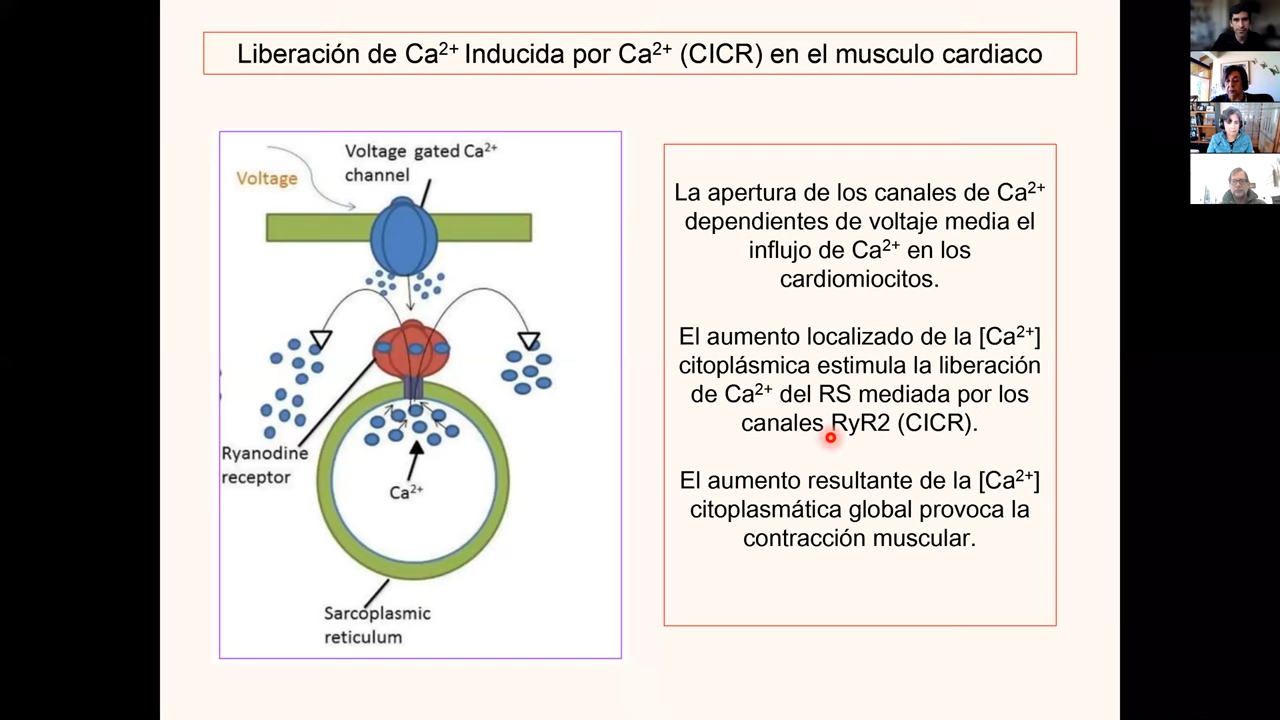 Liberación de Ca²⁺ Inducida por Ca²⁺ (CICR) en el musculo cardiaco
Voltage
Voltage gated Ca²⁺
channel
Ryanodine
receptor
Ca²⁺
Sarcoplasmic
reticulum
La apertura de los canales de Ca²⁺
dependientes de voltaje media el
influjo de Ca²⁺ en los
cardiomiocitos.
El aumento localizado de la [Ca²⁺]
citoplásmica estimula la liberación
de Ca²⁺ del RS mediada por los
canales RyR2 (CICR).
El aumento resultante de la [Ca²⁺]
citoplasmática global provoca la
contracción muscular.